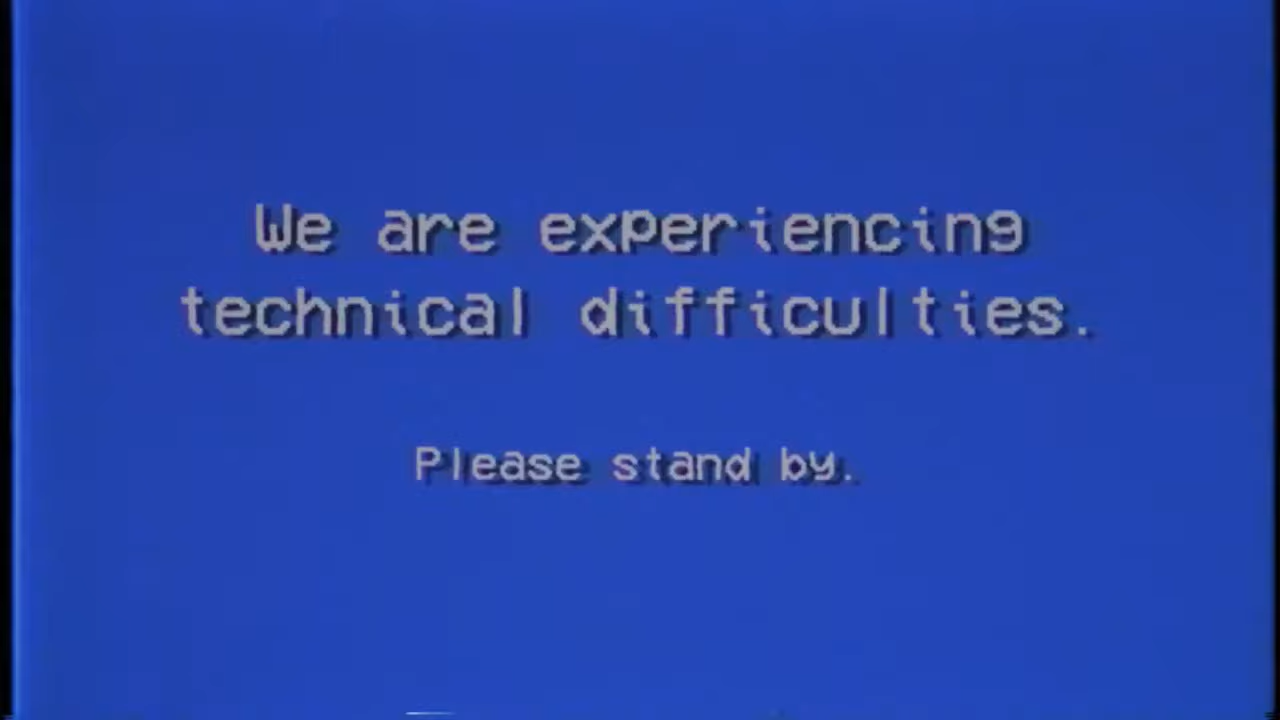 We are experiencing
technical difficulties.
Please stand by.